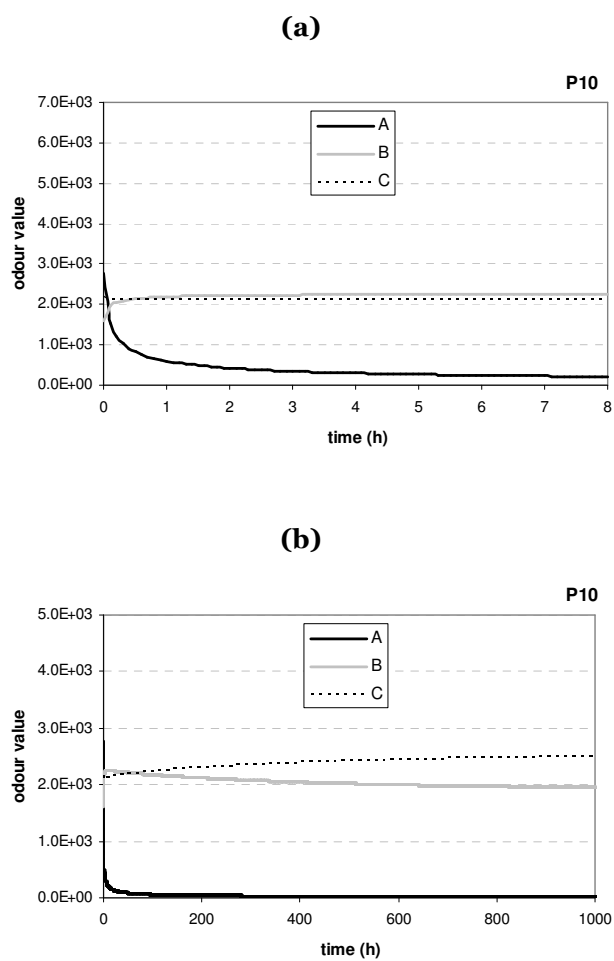 (a)
P10
7.0E+03
6.0E+03
5.0E+03
4.0E+03
3.0E+03
2.0E+03
1.0E+03
0.0E+00
odour value
A
B
C
0 1 2 3 4 5 6 7 8
time (h)
(b)
P10
5.0E+03
4.0E+03
3.0E+03
2.0E+03
1.0E+03
0.0E+00
odour value
A
B
C
0 200 400 600 800 1000
time (h)